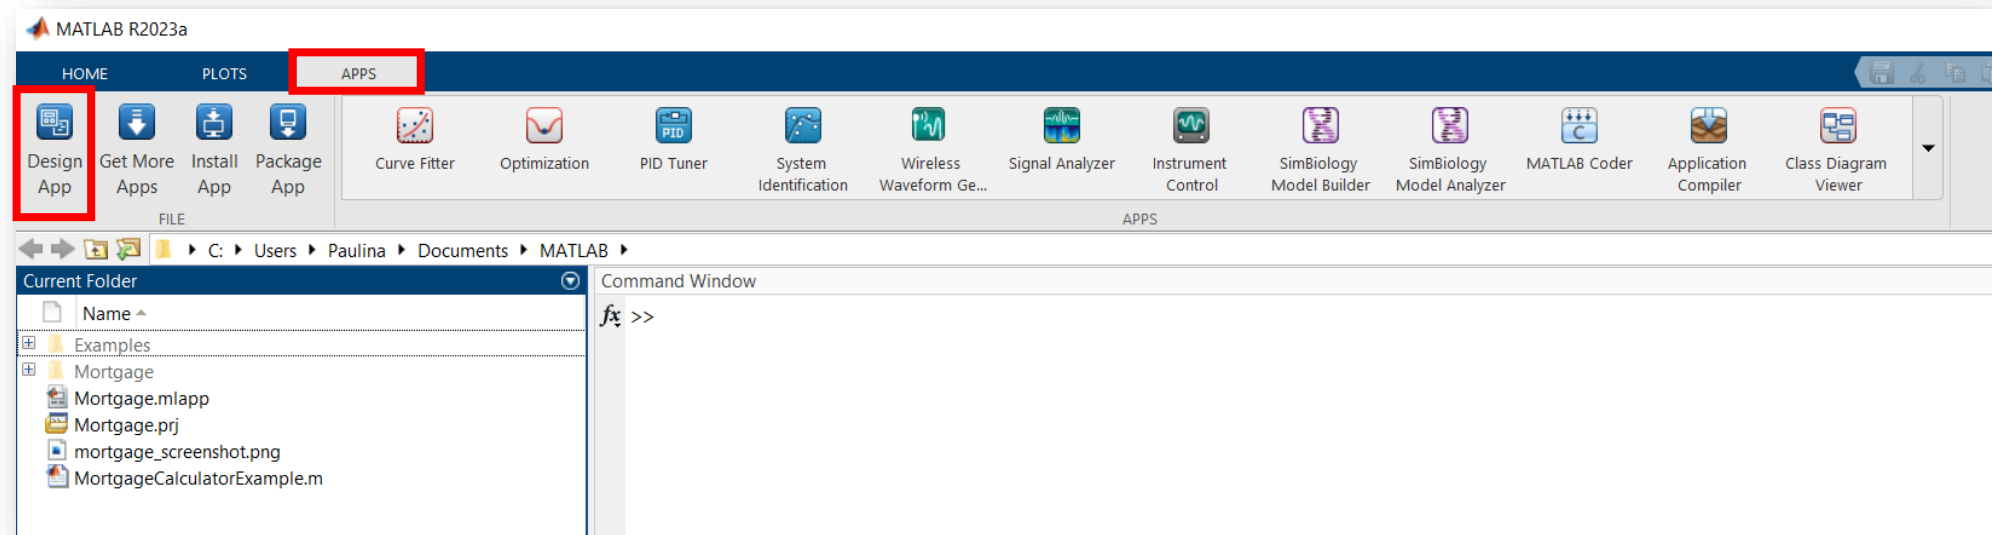 MATLAB R2023a
HOME PLOTS APPS
Design App
Get More Apps
Install App
Package App
FILE
Curve Fitter
Optimization
PID
PID Tuner
System Identification
Wireless Waveform Ge...
Signal Analyzer
Instrument Control
SimBiology Model Builder
SimBiology Model Analyzer
C
MATLAB Coder
Application Compiler
Class Diagram Viewer
APPS
C: Users Paulina Documents MATLAB
Current Folder
Name
Examples
Mortgage
Mortgage.mlapp
Mortgage.prj
mortgage_screenshot.png
MortgageCalculatorExample.m
Command Window
fx >>